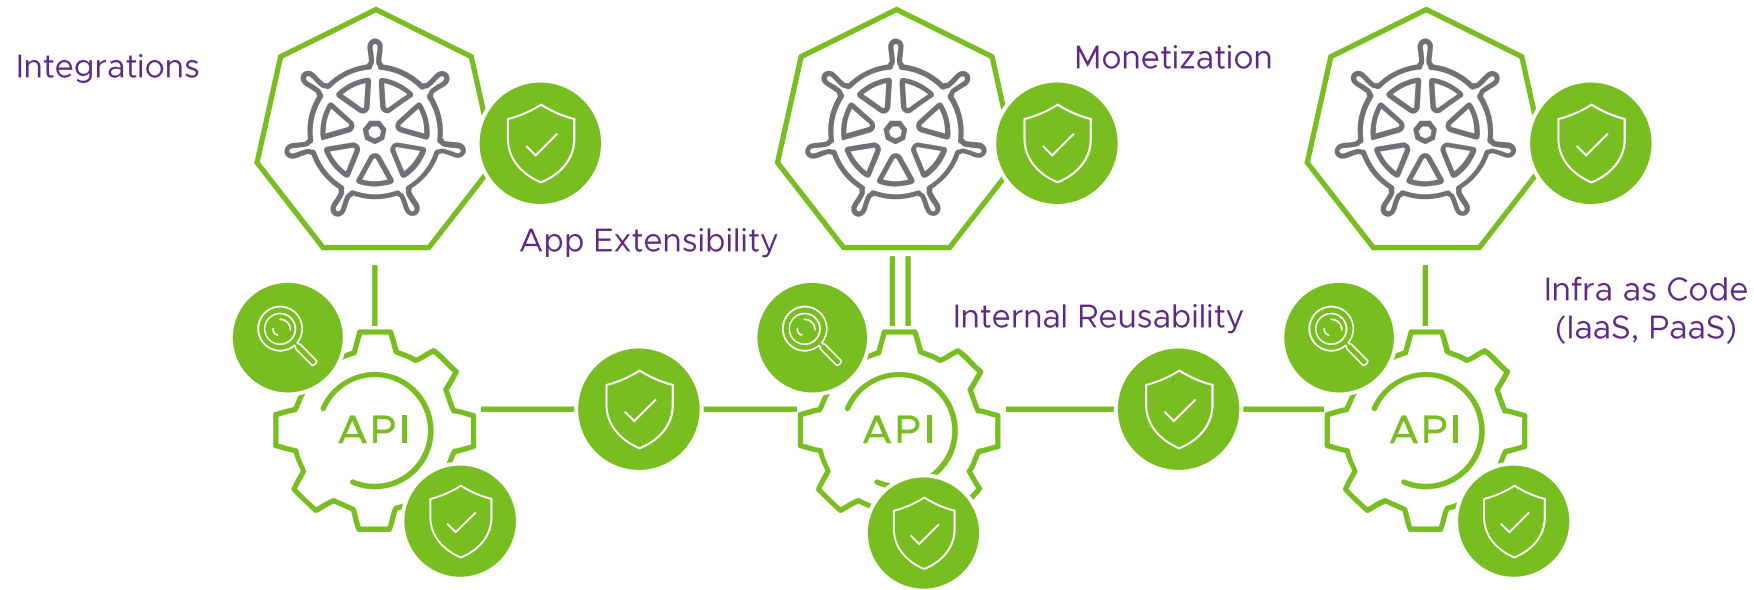 Integrations
Monetization
App Extensibility
Internal Reusability
Infra as Code
(IaaS, PaaS)
API
API
API